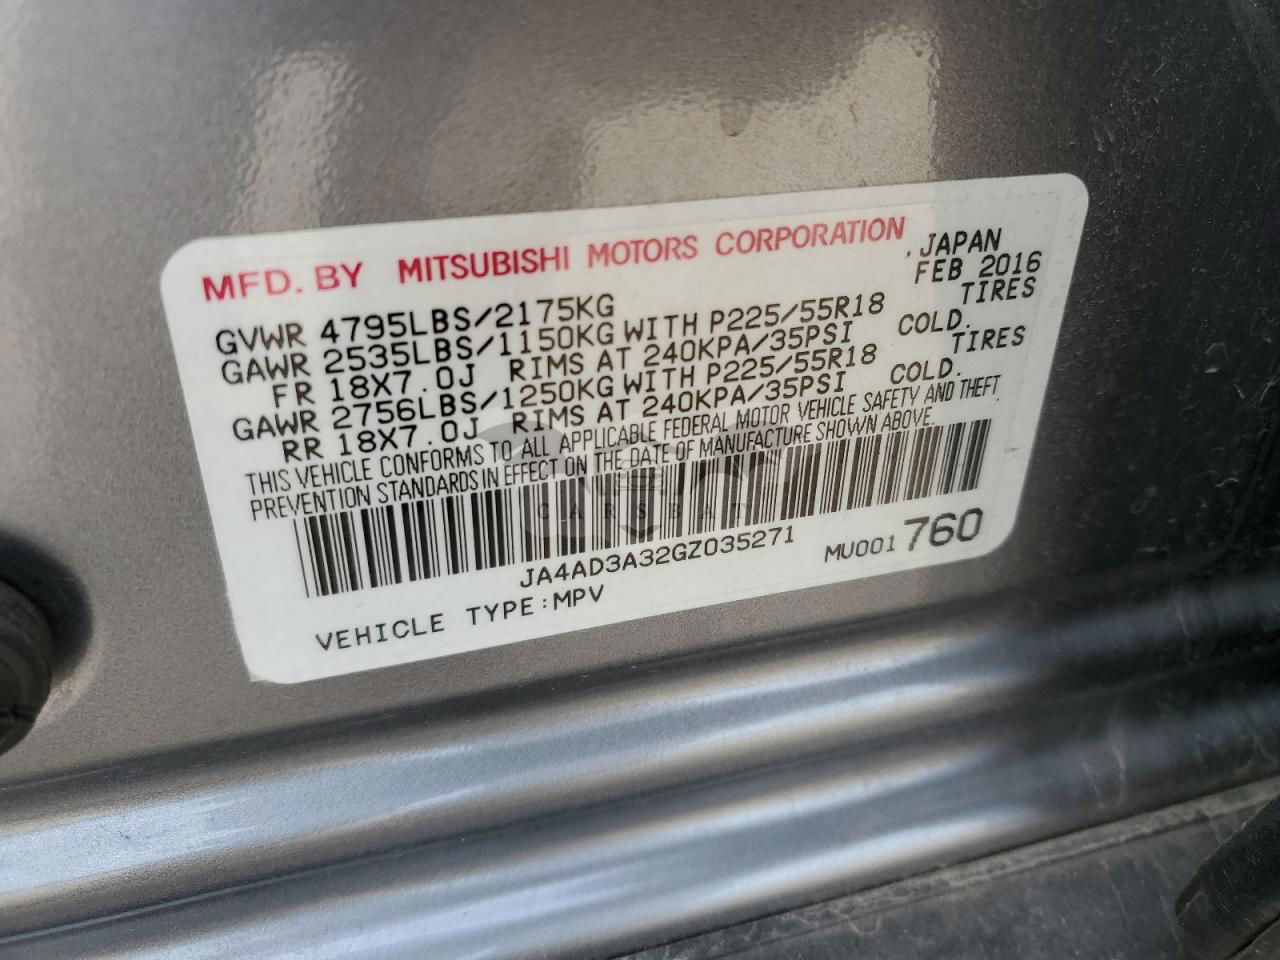 MFD. BY MITSUBISHI MOTORS CORPORATION
.JAPAN
FEB 2016
GVWR 4795LBS/2175KG
GAWR 2535LBS/1150KG WITH P225/55R18 TIRES
FR 18X7.0J RIMS AT 240KPA/35PSI COLD.
GAWR 2756LBS/1250KG WITH P225/55R18 TIRES
RR 18X7.0J RIMS AT 240KPA/35PSI COLD.
THIS VEHICLE CONFORMS TO ALL APPLICABLE FEDERAL MOTOR VEHICLE SAFETY AND THEFT
PREVENTION STANDARDS IN EFFECT ON THE DATE OF MANUFACTURE SHOWN ABOVE.
JA4AD3A32GZ035271
MU001 760
VEHICLE TYPE:MPV